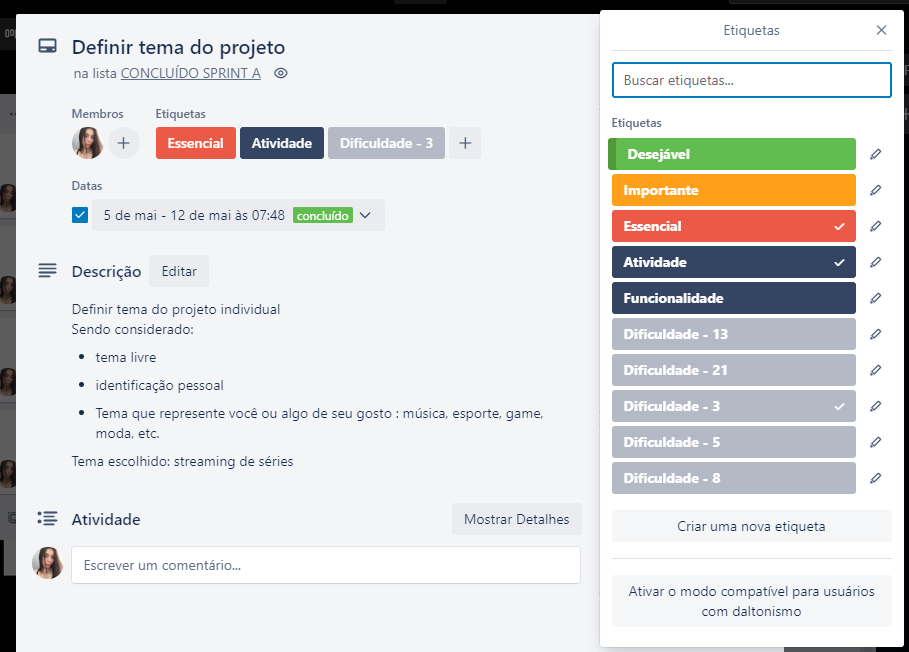 Definir tema do projeto
na lista CONCLUÍDO SPRINT A
Membros
Etiquetas
Essencial
Atividade
Dificuldade - 3
Datas
5 de mai - 12 de mai às 07:48 concluído
Descrição
Editar
Definir tema do projeto individual
Sendo considerado:
• tema livre
• identificação pessoal
• Tema que represente você ou algo de seu gosto : música, esporte, game,
moda, etc.
Tema escolhido: streaming de séries
Atividade
Mostrar Detalhes
Escrever um comentário...
Etiquetas
Buscar etiquetas...
Etiquetas
Desejável
Importante
Essencial
Atividade
Funcionalidade
Dificuldade - 13
Dificuldade - 21
Dificuldade - 3
Dificuldade - 5
Dificuldade - 8
Criar uma nova etiqueta
Ativar o modo compatível para usuários
com daltonismo